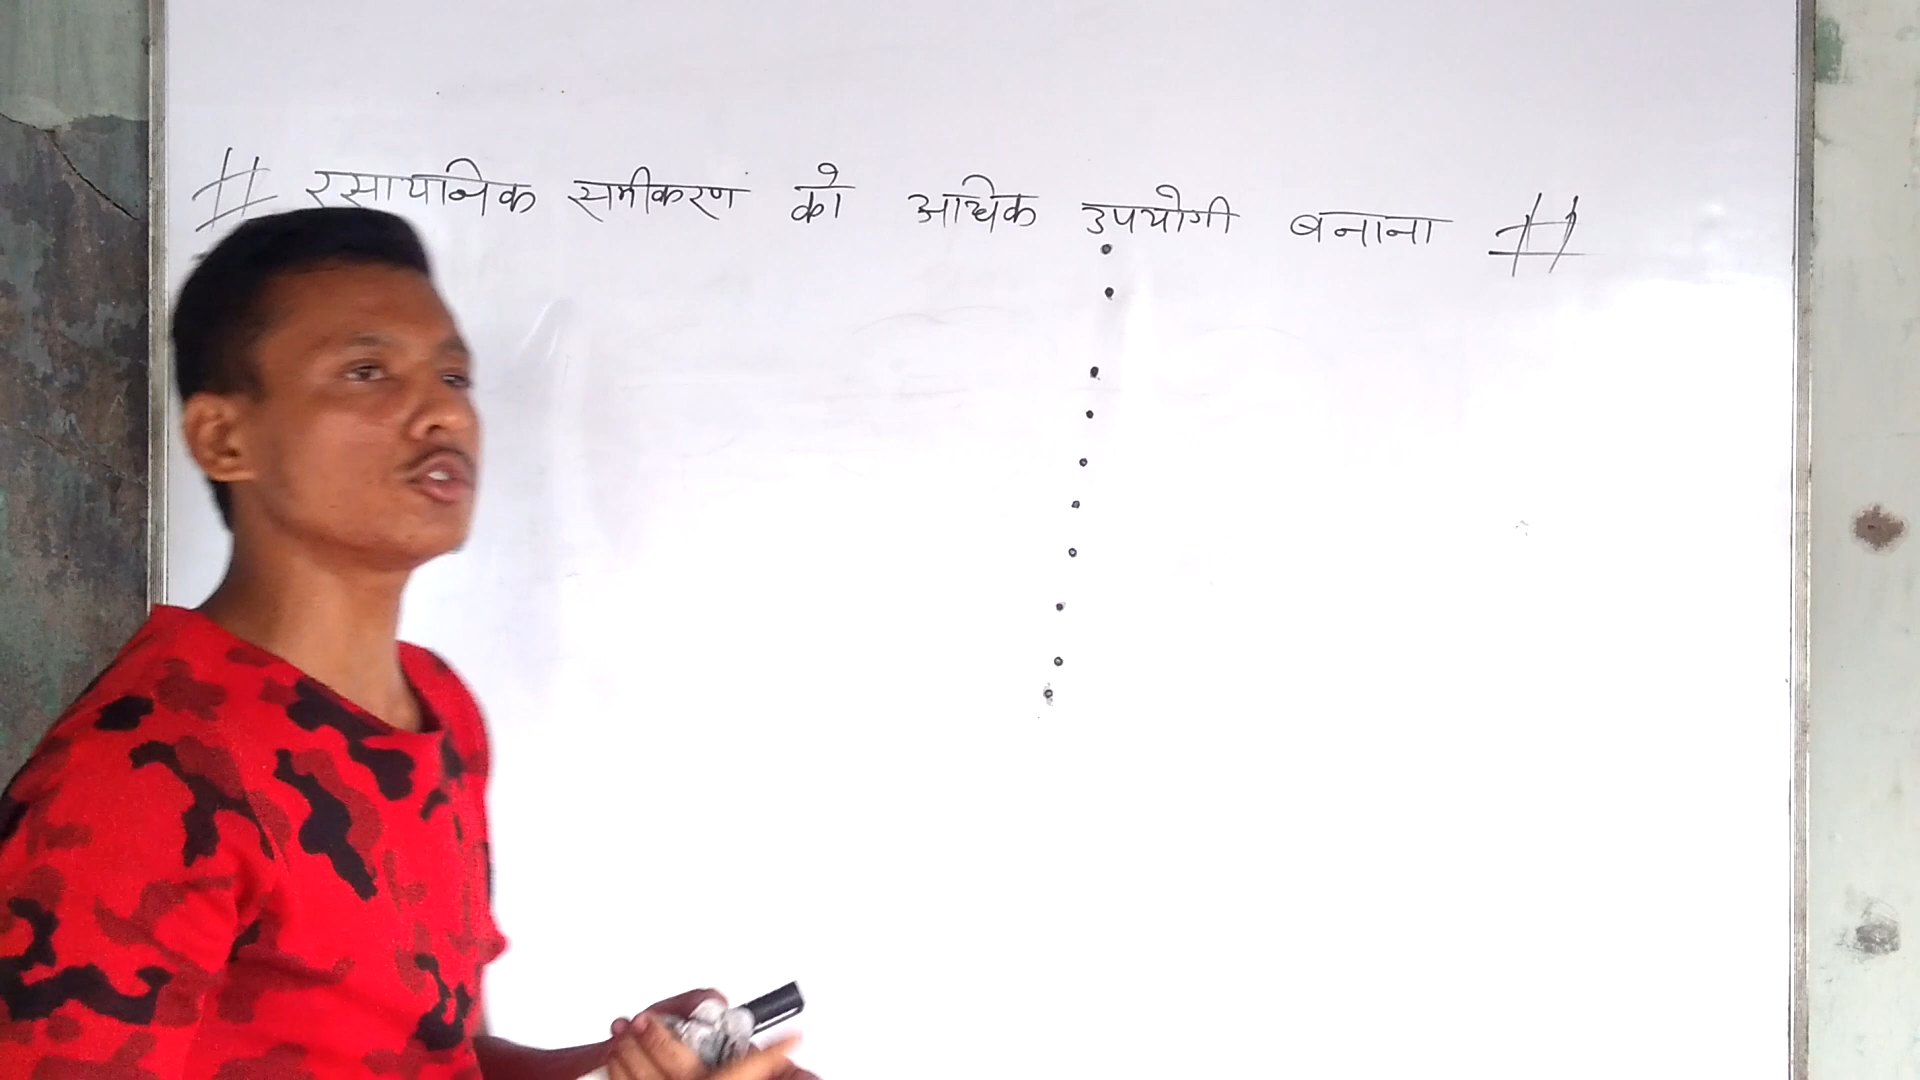 # रसायनिक समीकरण को अधिक उपयोगी बनाना #